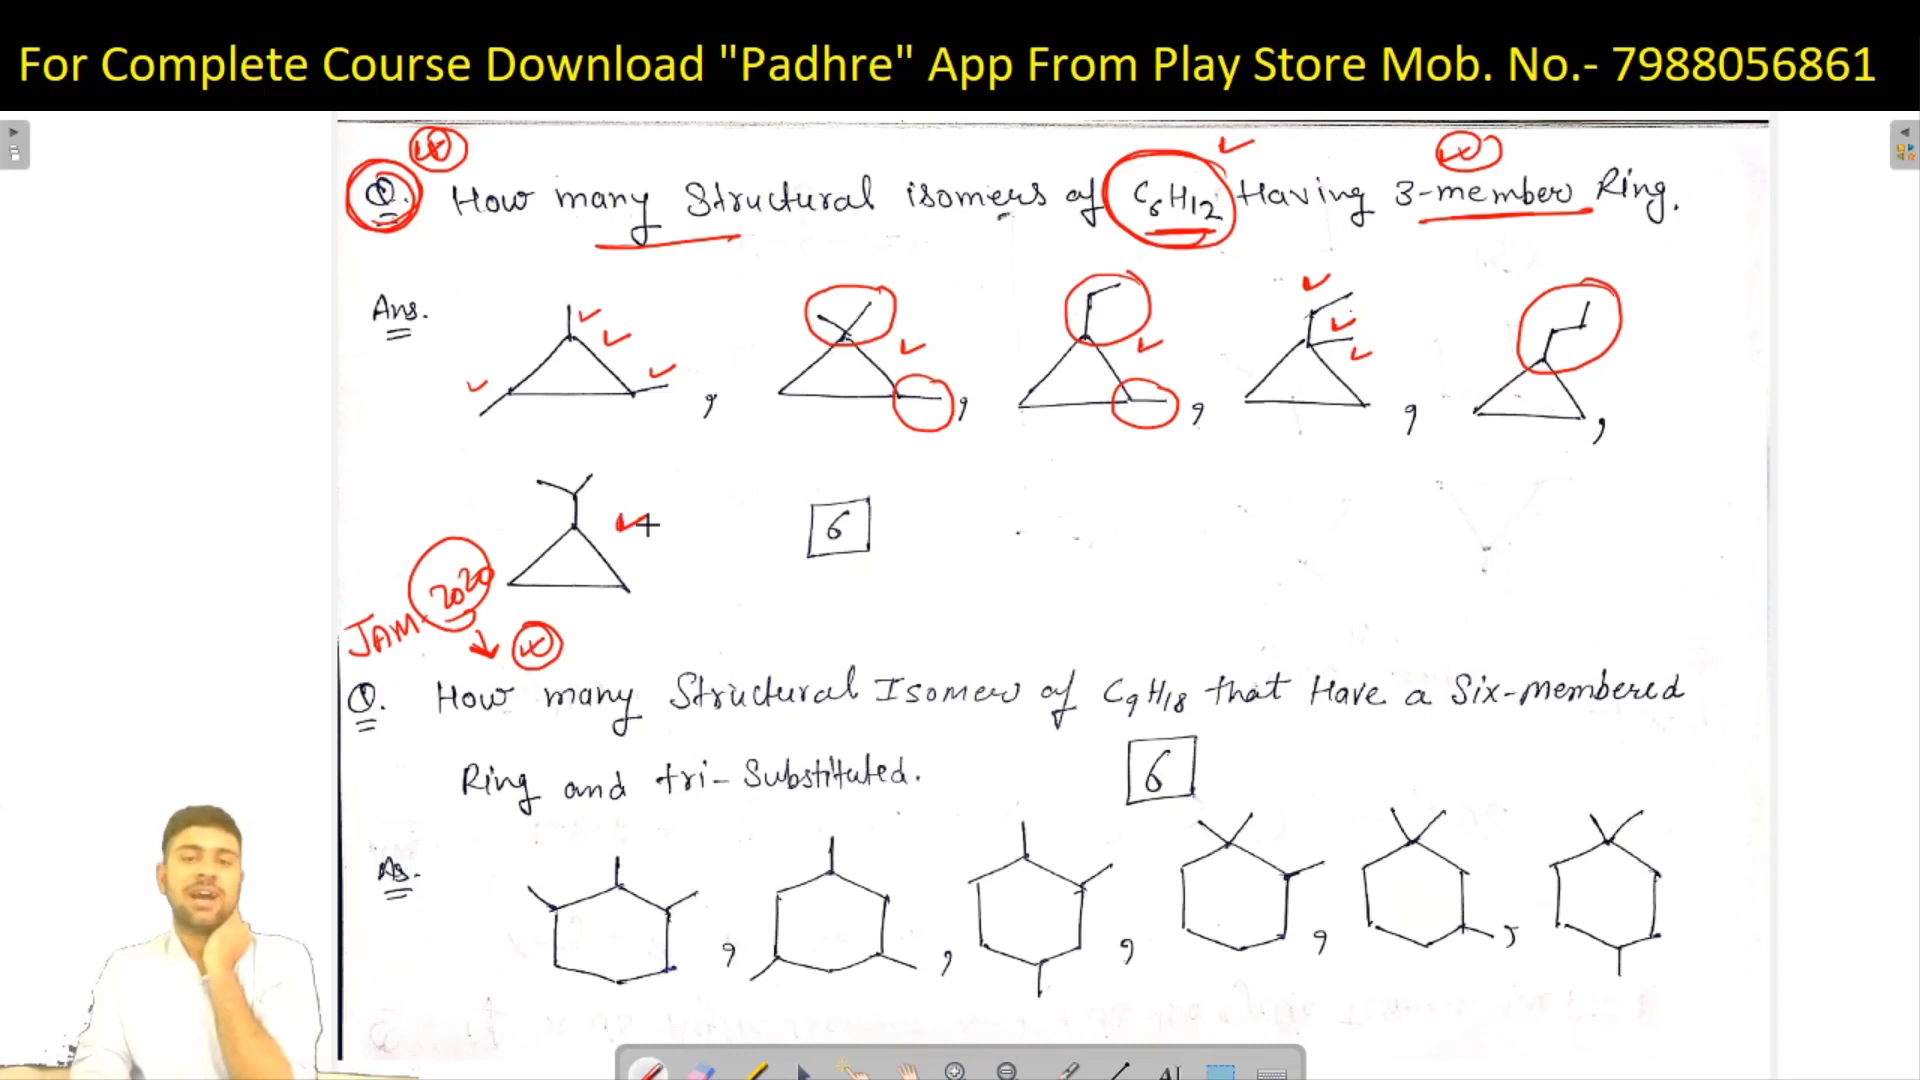 For Complete Course Download "Padhre" App From Play Store Mob. No.- 7988056861
Q. How many Structural isomers of C6H12 Having 3-member Ring.
Ans.
6
JAM 2020
Q. How many Structural Isomer of C9H18 that Have a Six-membered
Ring and tri-Substituted.
6
As.